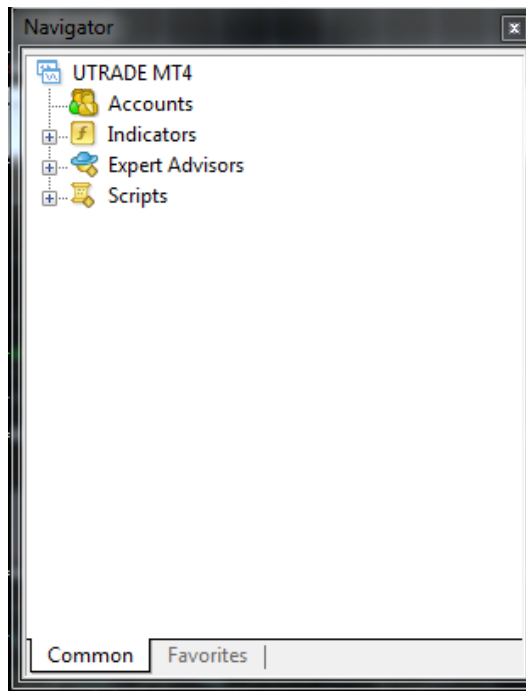 Navigator
UTRADE MT4
Accounts
Indicators
Expert Advisors
Scripts
Common Favorites